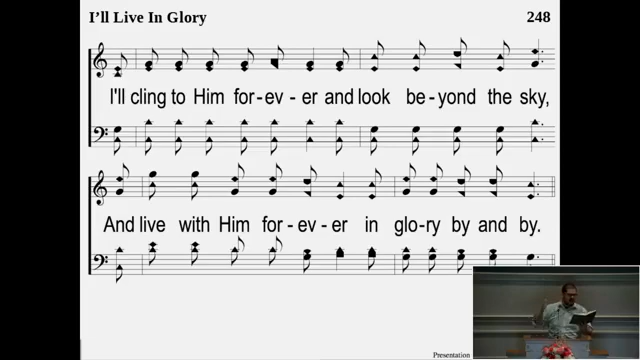 I'll Live In Glory 248
I'll cling to Him for-ev-er and look be-yond the sky,
And live with Him for-ev-er in glo-ry by and by.
Presentation